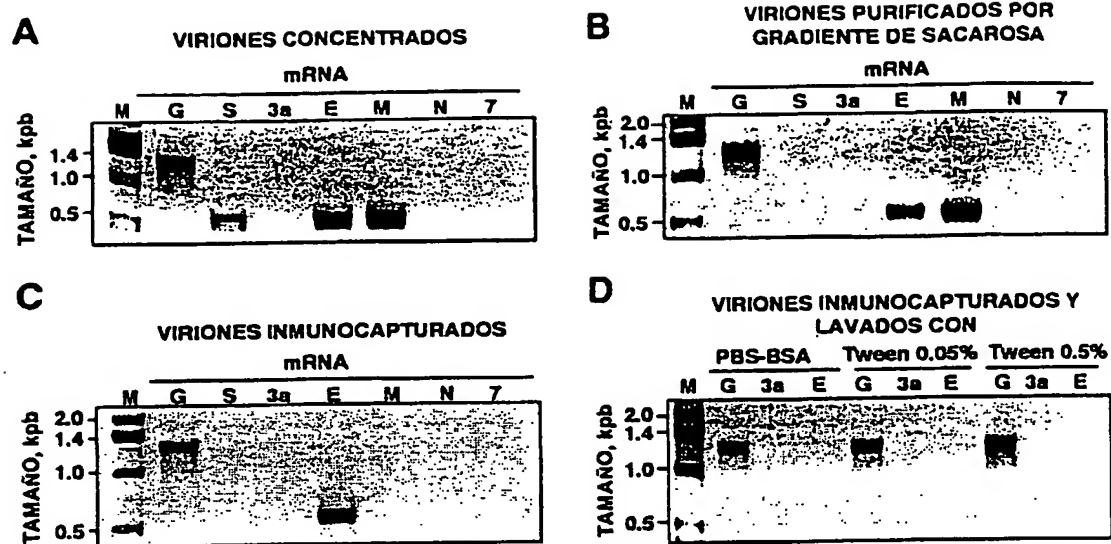 A
VIRIONES CONCENTRADOS
mRNA
M G S 3a E M N 7
TAMAÑO, kpb
1.4
1.0
0.5
B
VIRIONES PURIFICADOS POR
GRADIENTE DE SACAROSA
mRNA
M G S 3a E M N 7
TAMAÑO, kpb
2.0
1.4
1.0
0.5
C
VIRIONES INMUNOCAPTURADOS
mRNA
M G S 3a E M N 7
TAMAÑO, kpb
2.0
1.4
1.0
0.5
D
VIRIONES INMUNOCAPTURADOS Y
LAVADOS CON
PBS-BSA Tween 0.05% Tween 0.5%
M G 3a E G 3a E G 3a E
TAMAÑO, kpb
2.0
1.4
1.0
0.5